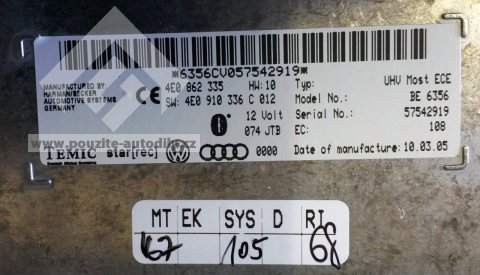 *6356CV057542919*
MANUFACTURED BY:
HARMAN/BECKER
AUTOMOTIVE SYSTEMS
GERMANY
CE
4E0 862 335 HW: 10
SW: 4E0 910 336 C 012
12 Volt
074 JTB
0000
Typ: UHV Most ECE
Model No.: BE 6356
Serial No.: 57542919
EC: 108
Date of manufacture: 10.03.05
TEMIC star[rec]
www.pouzite-autodily.cz
MT EK SYS D RI
67 105 68